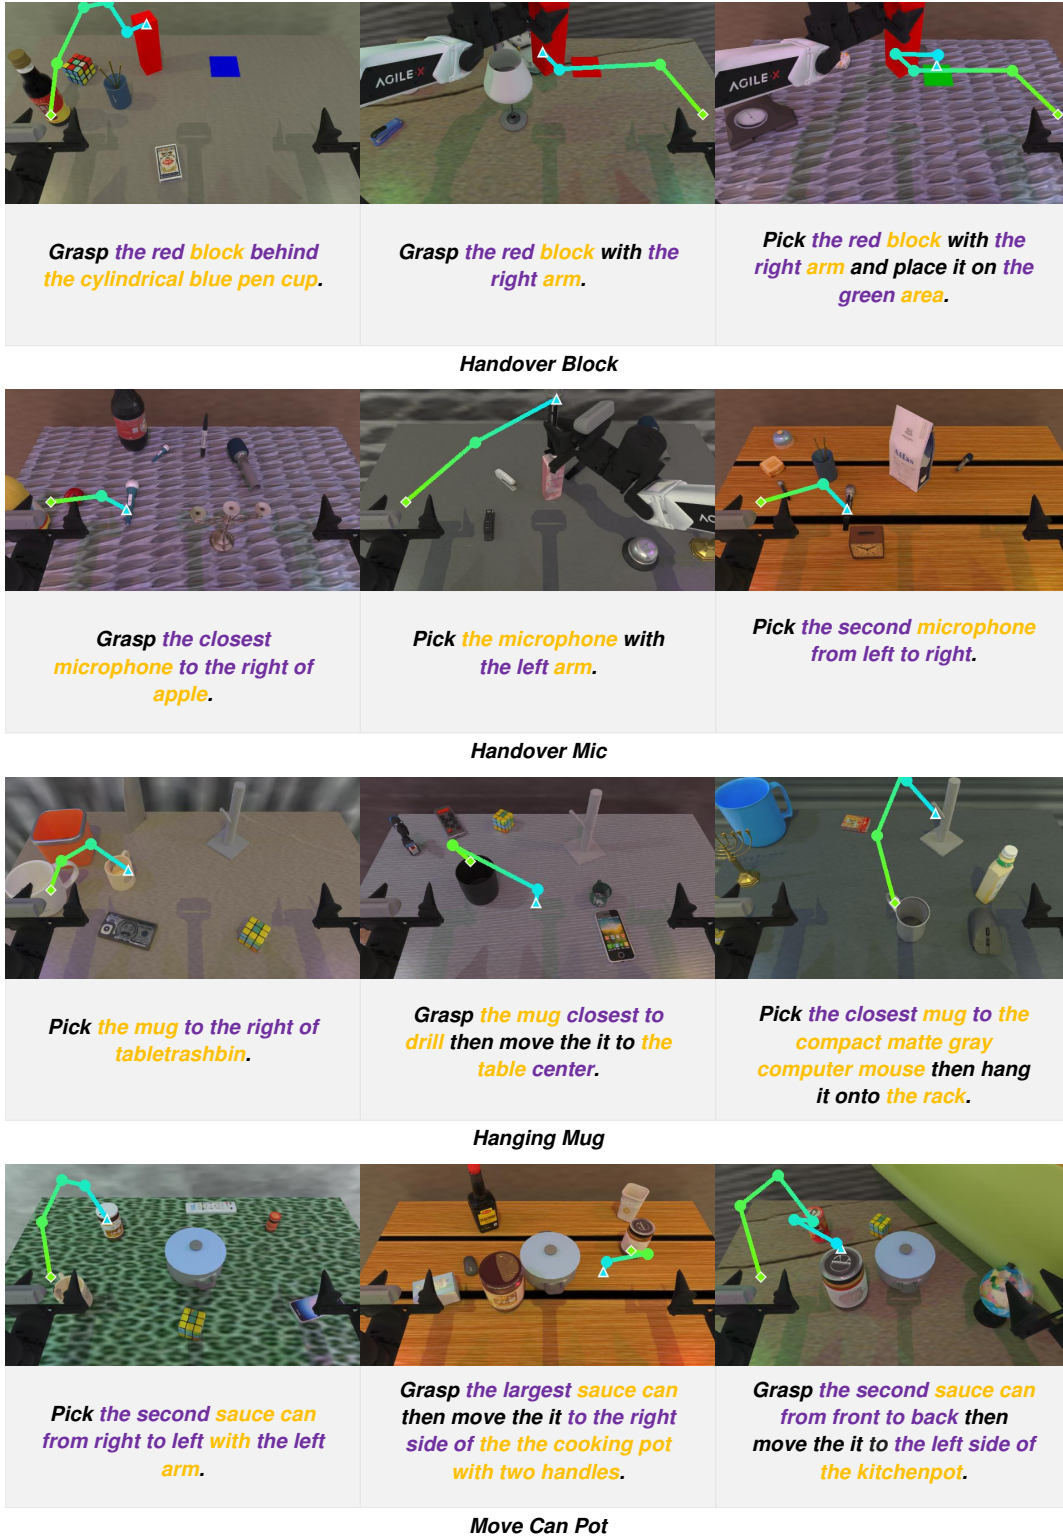 AGILE X
AGILE X
Grasp the red block behind
the cylindrical blue pen cup.
Grasp the red block with the
right arm.
Pick the red block with the
right arm and place it on the
green area.
Handover Block
Grasp the closest
microphone to the right of
apple.
Pick the microphone with
the left arm.
Pick the second microphone
from left to right.
Handover Mic
Pick the mug to the right of
tabletrashbin.
Grasp the mug closest to
drill then move the it to the
table center.
Pick the closest mug to the
compact matte gray
computer mouse then hang
it onto the rack.
Hanging Mug
Pick the second sauce can
from right to left with the left
arm.
Grasp the largest sauce can
then move the it to the right
side of the the cooking pot
with two handles.
Grasp the second sauce can
from front to back then
move the it to the left side of
the kitchenpot.
Move Can Pot